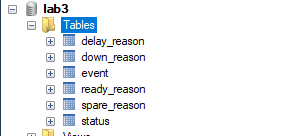 lab3
Tables
delay_reason
down_reason
event
ready_reason
spare_reason
status
Views